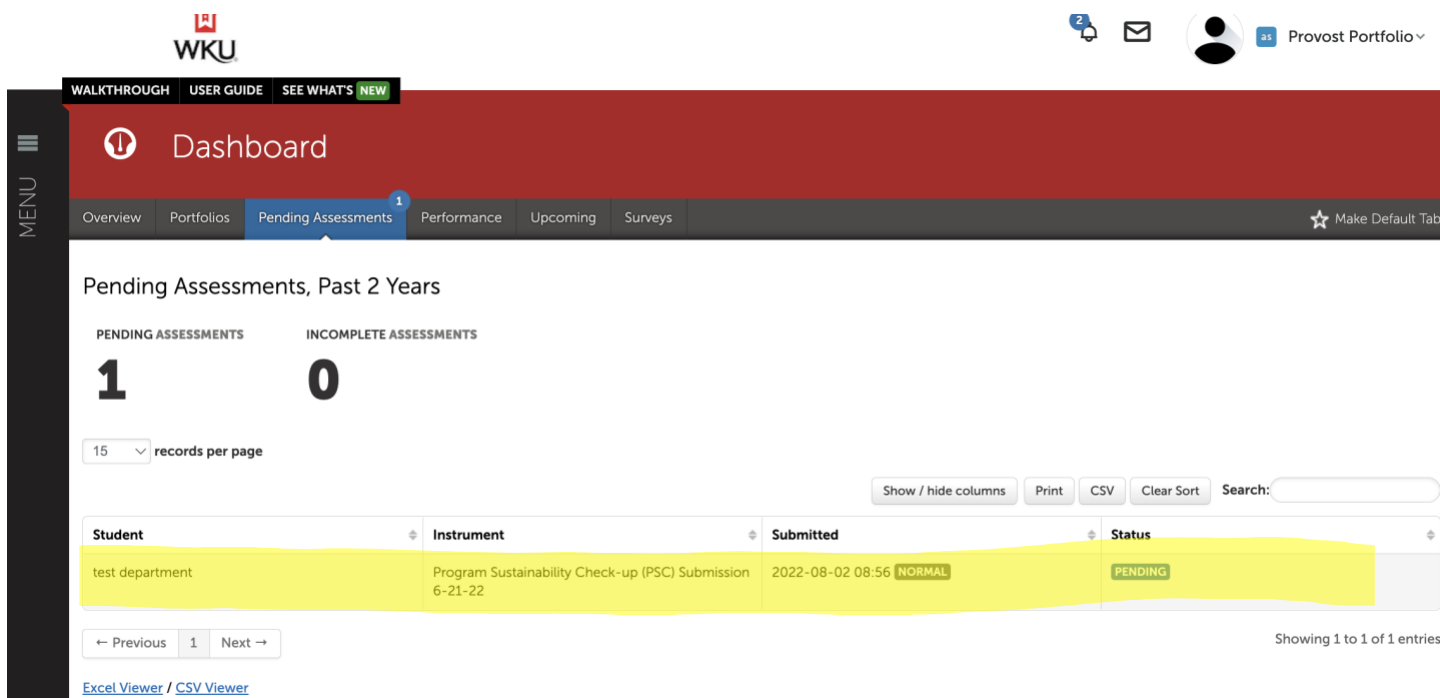 WKU
2
as Provost Portfolio
WALKTHROUGH USER GUIDE SEE WHAT'S NEW
MENU
Dashboard
Overview Portfolios Pending Assessments 1 Performance Upcoming Surveys Make Default Tab
Pending Assessments, Past 2 Years
PENDING ASSESSMENTS INCOMPLETE ASSESSMENTS
1 0
15 records per page
Show / hide columns Print CSV Clear Sort Search:
Student Instrument Submitted Status
test department Program Sustainability Check-up (PSC) Submission 2022-08-02 08:56 NORMAL PENDING
6-21-22
← Previous 1 Next → Showing 1 to 1 of 1 entries
Excel Viewer / CSV Viewer